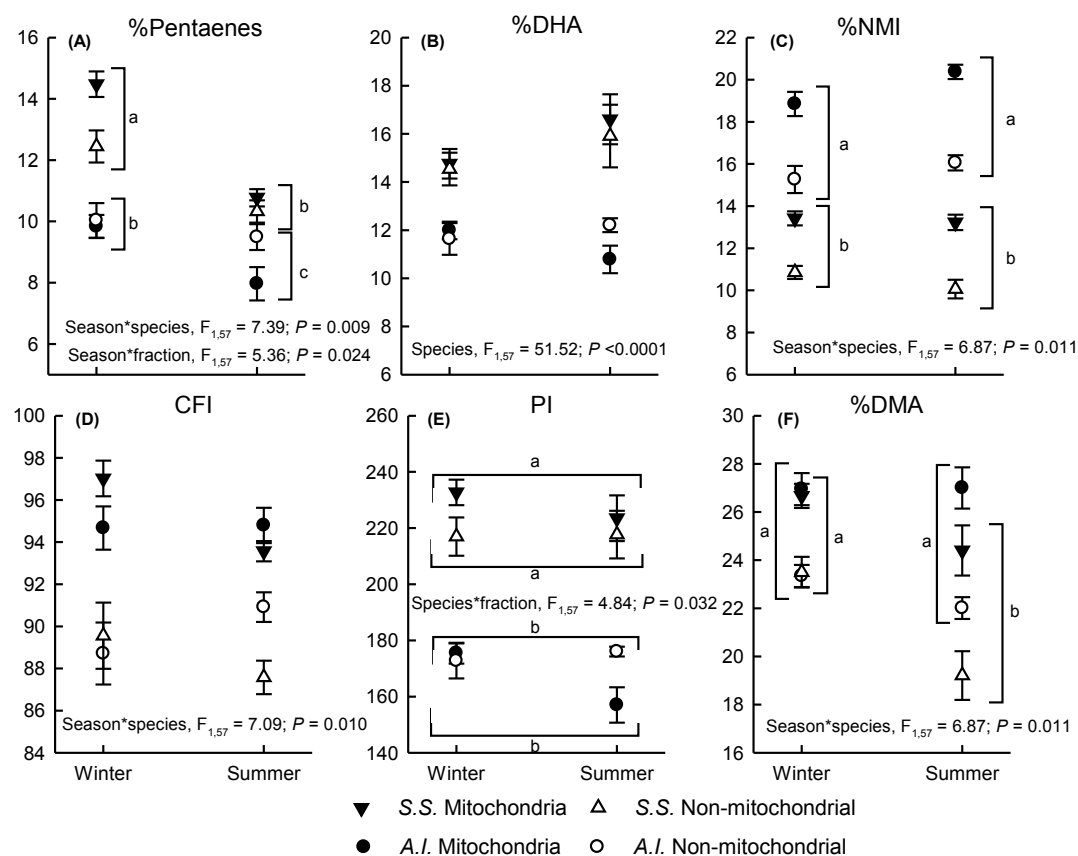 %Pentaenes
%DHA
%NMI
(A)
(B)
(C)
16
14
12
10
8
6
20
18
16
14
12
10
8
6
22
20
18
16
14
12
10
8
6
a
b
b
c
a
b
a
b
Season*species, F1,57 = 7.39; P = 0.009
Season*fraction, F1,57 = 5.36; P = 0.024
Species, F1,57 = 51.52; P <0.0001
Season*species, F1,57 = 6.87; P = 0.011
CFI
PI
%DMA
(D)
(E)
(F)
100
98
96
94
92
90
88
86
84
260
240
220
200
180
160
140
30
28
26
24
22
20
18
16
a
a
b
b
a
a
a
b
Season*species, F1,57 = 7.09; P = 0.010
Species*fraction, F1,57 = 4.84; P = 0.032
Season*species, F1,57 = 6.87; P = 0.011
Winter Summer
Winter Summer
Winter Summer
S.S. Mitochondria S.S. Non-mitochondrial
A.I. Mitochondria A.I. Non-mitochondrial